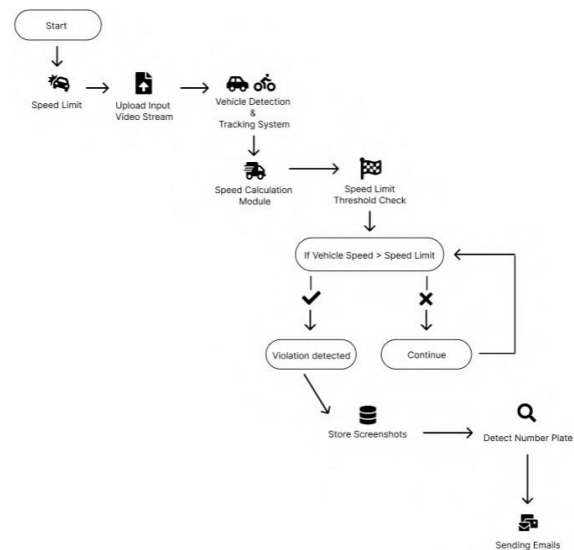 Start
Speed Limit
Upload Input
Video Stream
Vehicle Detection
&
Tracking System
Speed Calculation
Module
Speed Limit
Threshold Check
If Vehicle Speed > Speed Limit
Violation detected
Continue
Store Screenshots
Detect Number Plate
Sending Emails